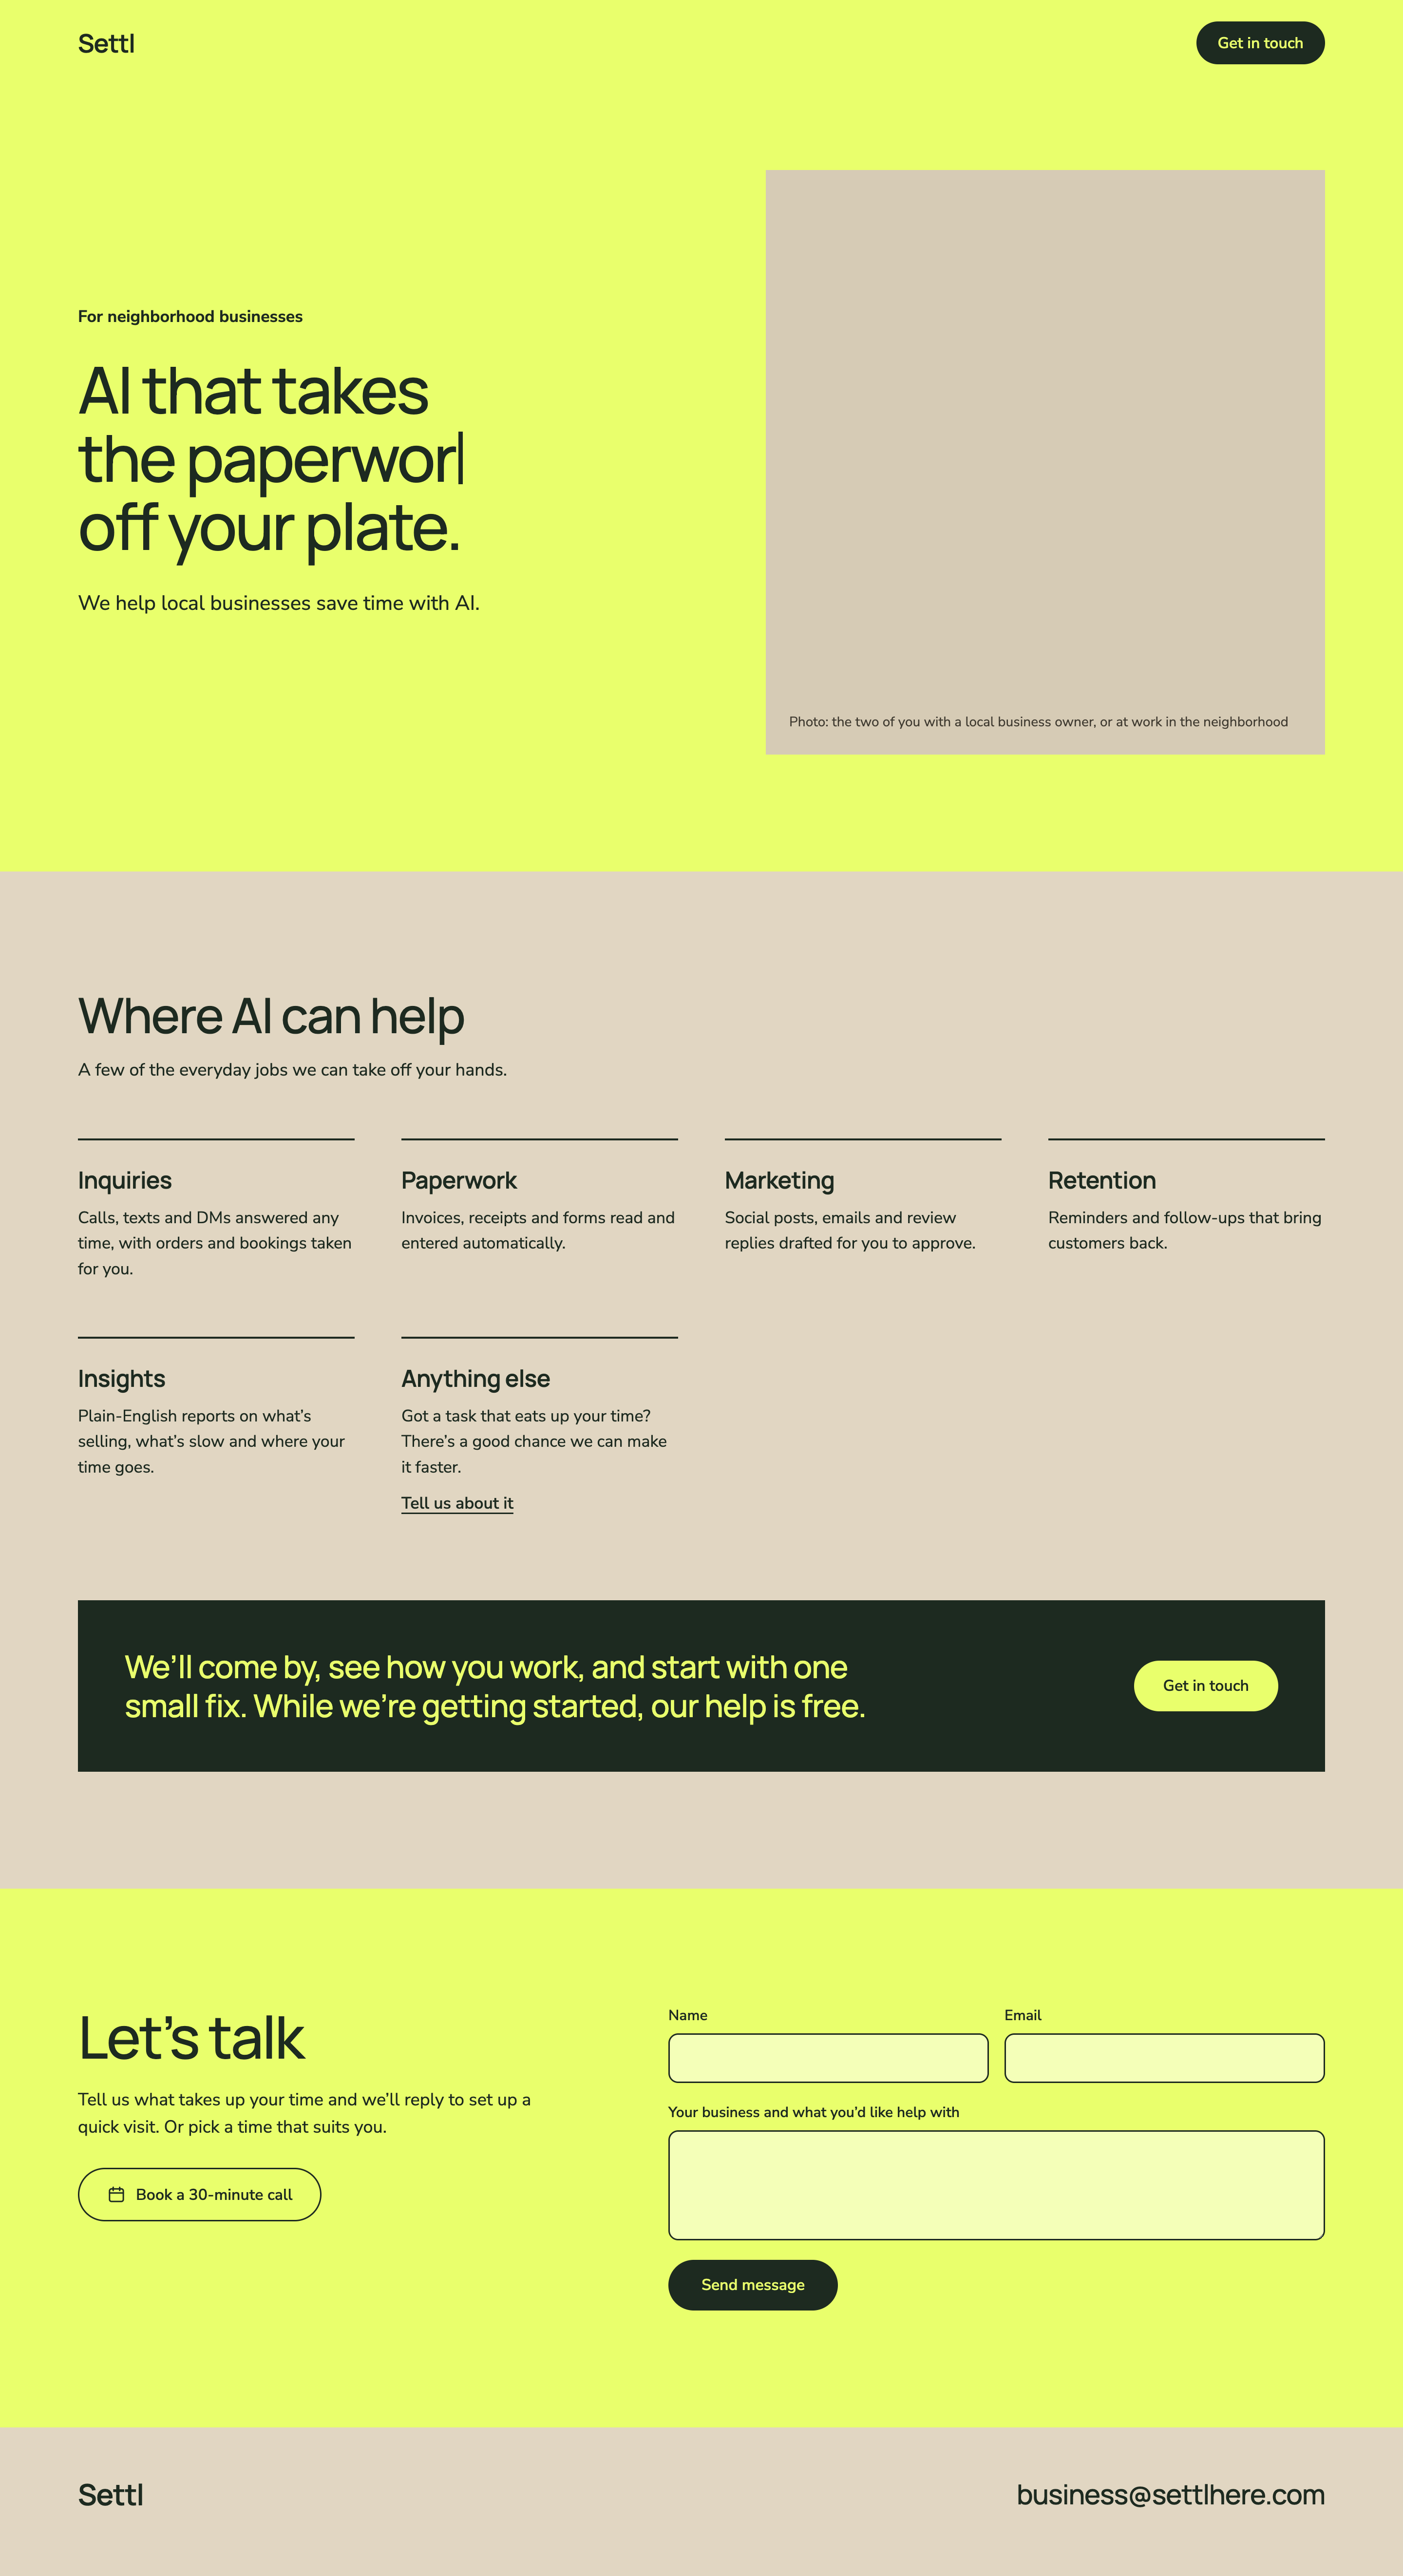 Settl
Get in touch
For neighborhood businesses
AI that takes
the paperwor
off your plate.
We help local businesses save time with AI.
Photo: the two of you with a local business owner, or at work in the neighborhood
Where AI can help
A few of the everyday jobs we can take off your hands.
Inquiries
Calls, texts and DMs answered any
time, with orders and bookings taken
for you.
Paperwork
Invoices, receipts and forms read and
entered automatically.
Marketing
Social posts, emails and review
replies drafted for you to approve.
Retention
Reminders and follow-ups that bring
customers back.
Insights
Plain-English reports on what’s
selling, what’s slow and where your
time goes.
Anything else
Got a task that eats up your time?
There’s a good chance we can make
it faster.
Tell us about it
We’ll come by, see how you work, and start with one
small fix. While we’re getting started, our help is free.
Get in touch
Let’s talk
Tell us what takes up your time and we’ll reply to set up a
quick visit. Or pick a time that suits you.
Book a 30-minute call
Name
Email
Your business and what you’d like help with
Send message
Settl
business@settlhere.com